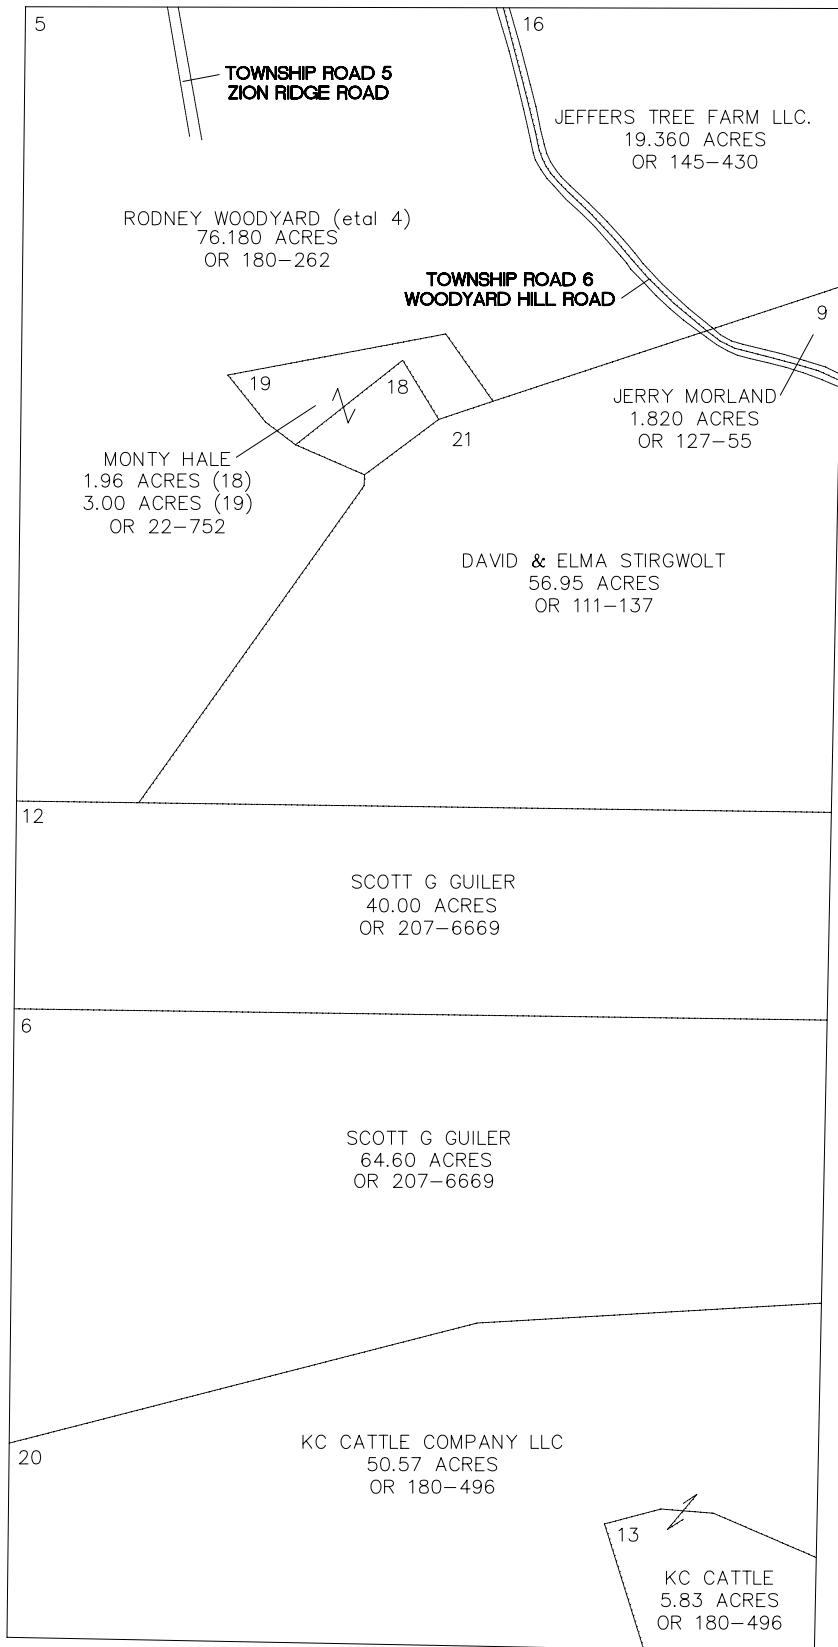 5
16
TOWNSHIP ROAD 5
ZION RIDGE ROAD
JEFFERS TREE FARM LLC.
19.360 ACRES
OR 145-430
RODNEY WOODYARD (etal 4)
76.180 ACRES
OR 180-262
TOWNSHIP ROAD 6
WOODYARD HILL ROAD
9
19
18
JERRY MORLAND
1.820 ACRES
OR 127-55
21
MONTY HALE
1.96 ACRES (18)
3.00 ACRES (19)
OR 22-752
DAVID & ELMA STIRGWOLT
56.95 ACRES
OR 111-137
12
SCOTT G GUILER
40.00 ACRES
OR 207-6669
6
SCOTT G GUILER
64.60 ACRES
OR 207-6669
20
KC CATTLE COMPANY LLC
50.57 ACRES
OR 180-496
13
KC CATTLE
5.83 ACRES
OR 180-496